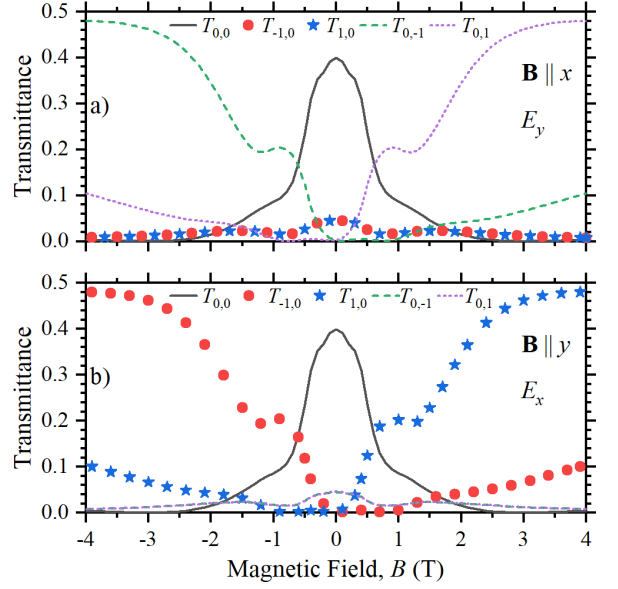 0.5
T0,0 T-1,0 T1,0 T0,-1 T0,1
0.4
B || x
a)
0.3
Ey
0.2
0.1
0.0
Transmittance
0.5
T0,0 T-1,0 T1,0 T0,-1 T0,1
0.4
B || y
b)
0.3
Ex
0.2
0.1
0.0
Transmittance
-4 -3 -2 -1 0 1 2 3 4
Magnetic Field, B (T)